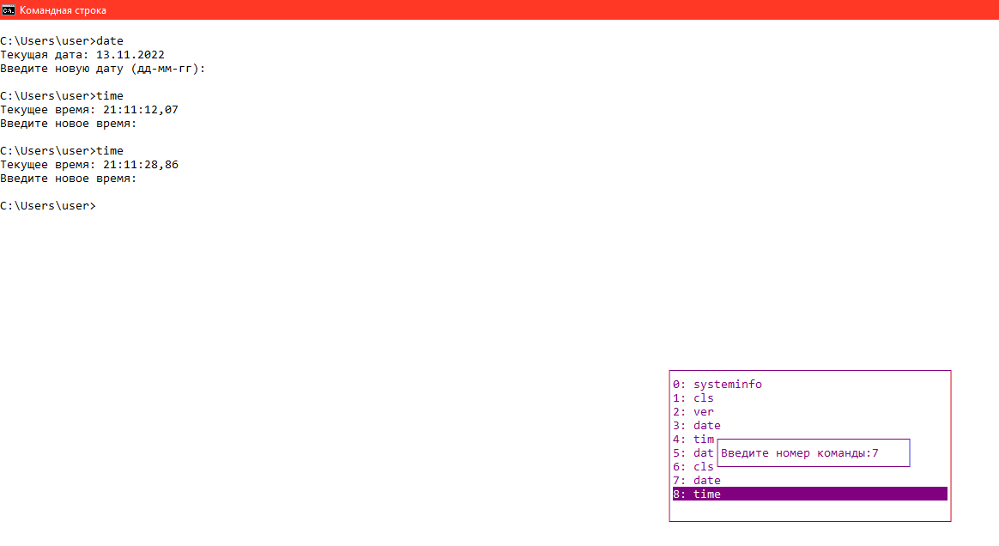 Командная строка
C:\Users\user>date
Текущая дата: 13.11.2022
Введите новую дату (дд-мм-гг):
C:\Users\user>time
Текущее время: 21:11:12,07
Введите новое время:
C:\Users\user>time
Текущее время: 21:11:28,86
Введите новое время:
C:\Users\user>
0: systeminfo
1: cls
2: ver
3: date
4: tim
5: dat
Введите номер команды:7
6: cls
7: date
8: time